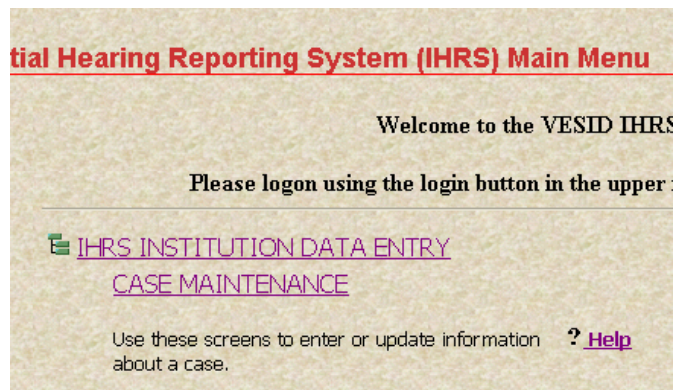 tial Hearing Reporting System (IHRS) Main Menu
Welcome to the VESID IHRS
Please logon using the login button in the upper
IHRS INSTITUTION DATA ENTRY
CASE MAINTENANCE
Use these screens to enter or update information ? Help
about a case.